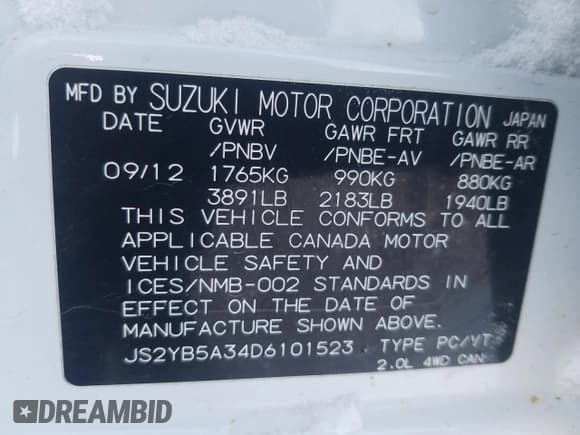 MFD BY SUZUKI MOTOR CORPORATION JAPAN
DATE GVWR GAWR FRT GAWR RR
/PNBV /PNBE-AV /PNBE-AR
09/12 1765KG 990KG 880KG
3891LB 2183LB 1940LB
THIS VEHICLE CONFORMS TO ALL
APPLICABLE CANADA MOTOR
VEHICLE SAFETY AND
ICES/NMB-002 STANDARDS IN
EFFECT ON THE DATE OF
MANUFACTURE SHOWN ABOVE.
JS2YB5A34D6101523 TYPE PC/VT
2.0L 4WD CAN
DREAMBID